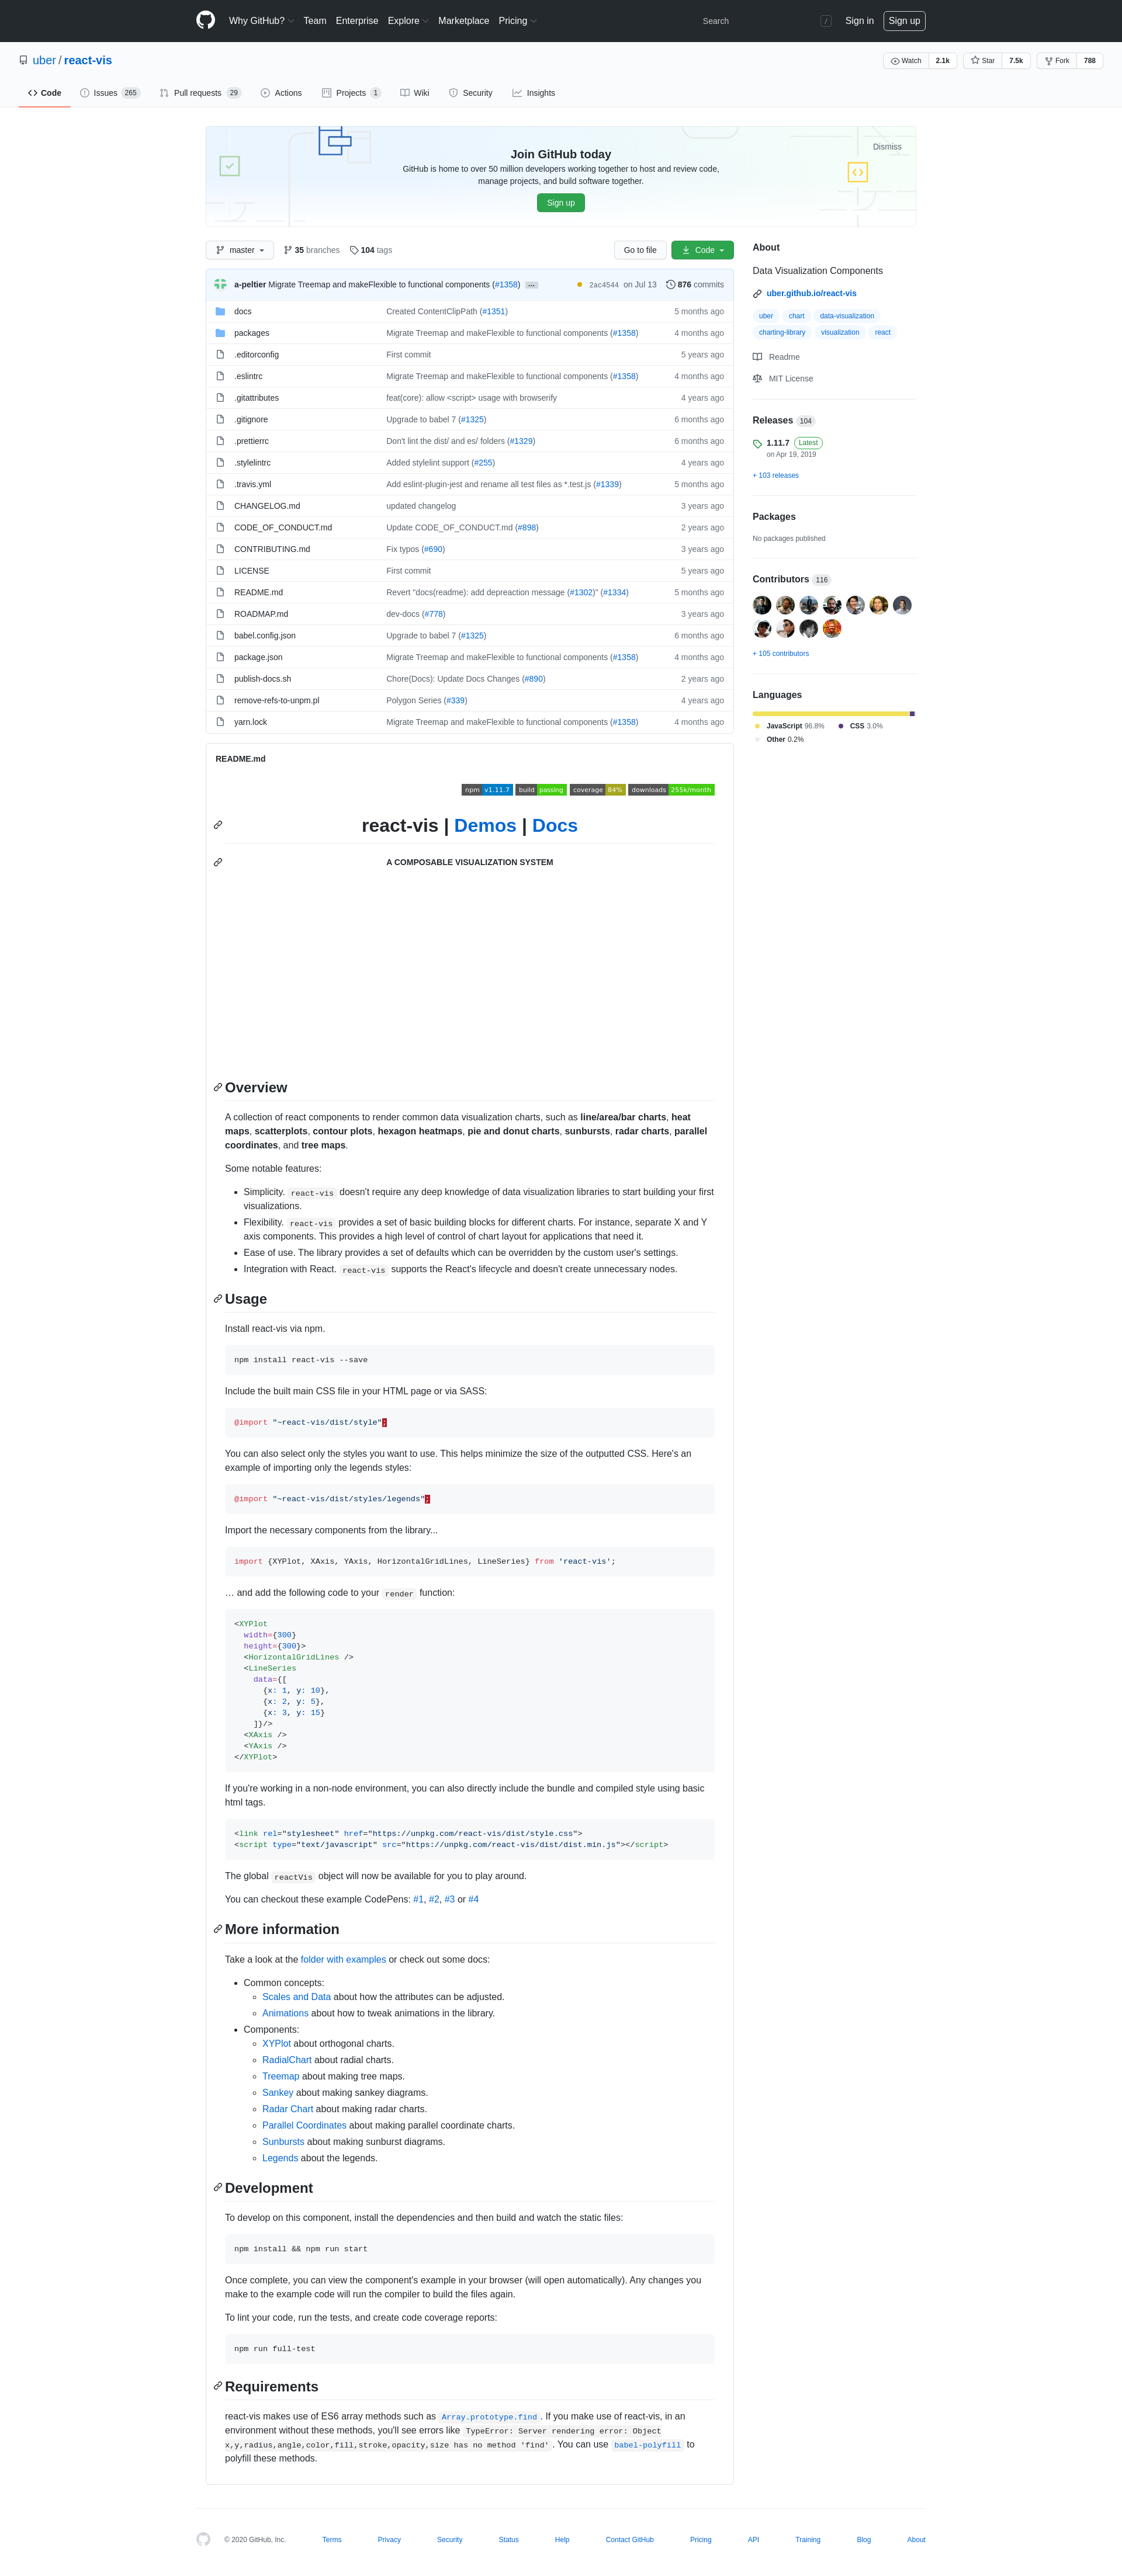 Why GitHub? Team Enterprise Explore Marketplace Pricing Search / Sign in Sign up
uber / react-vis
Watch 2.1k Star 7.5k Fork 788
Code Issues 265 Pull requests 29 Actions Projects 1 Wiki Security Insights
Dismiss
Join GitHub today
GitHub is home to over 50 million developers working together to host and review code,
manage projects, and build software together.
Sign up
master 35 branches 104 tags Go to file Code
a-peltier Migrate Treemap and makeFlexible to functional components (#1358) … 2ac4544 on Jul 13 876 commits
docs Created ContentClipPath (#1351) 5 months ago
packages Migrate Treemap and makeFlexible to functional components (#1358) 4 months ago
.editorconfig First commit 5 years ago
.eslintrc Migrate Treemap and makeFlexible to functional components (#1358) 4 months ago
.gitattributes feat(core): allow <script> usage with browserify 4 years ago
.gitignore Upgrade to babel 7 (#1325) 6 months ago
.prettierrc Don't lint the dist/ and es/ folders (#1329) 6 months ago
.stylelintrc Added stylelint support (#255) 4 years ago
.travis.yml Add eslint-plugin-jest and rename all test files as *.test.js (#1339) 5 months ago
CHANGELOG.md updated changelog 3 years ago
CODE_OF_CONDUCT.md Update CODE_OF_CONDUCT.md (#898) 2 years ago
CONTRIBUTING.md Fix typos (#690) 3 years ago
LICENSE First commit 5 years ago
README.md Revert "docs(readme): add depreaction message (#1302)" (#1334) 5 months ago
ROADMAP.md dev-docs (#778) 3 years ago
babel.config.json Upgrade to babel 7 (#1325) 6 months ago
package.json Migrate Treemap and makeFlexible to functional components (#1358) 4 months ago
publish-docs.sh Chore(Docs): Update Docs Changes (#890) 2 years ago
remove-refs-to-unpm.pl Polygon Series (#339) 4 years ago
yarn.lock Migrate Treemap and makeFlexible to functional components (#1358) 4 months ago
About
Data Visualization Components
uber.github.io/react-vis
uber chart data-visualization
charting-library visualization react
Readme
MIT License
Releases 104
1.11.7 Latest
on Apr 19, 2019
+ 103 releases
Packages
No packages published
Contributors 116
+ 105 contributors
Languages
JavaScript 96.8% CSS 3.0%
Other 0.2%
README.md
npm v1.11.7 build passing coverage 84% downloads 255k/month
react-vis | Demos | Docs
A COMPOSABLE VISUALIZATION SYSTEM
Overview
A collection of react components to render common data visualization charts, such as line/area/bar charts, heat
maps, scatterplots, contour plots, hexagon heatmaps, pie and donut charts, sunbursts, radar charts, parallel
coordinates, and tree maps.
Some notable features:
Simplicity. react-vis doesn't require any deep knowledge of data visualization libraries to start building your first
visualizations.
Flexibility. react-vis provides a set of basic building blocks for different charts. For instance, separate X and Y
axis components. This provides a high level of control of chart layout for applications that need it.
Ease of use. The library provides a set of defaults which can be overridden by the custom user's settings.
Integration with React. react-vis supports the React's lifecycle and doesn't create unnecessary nodes.
Usage
Install react-vis via npm.
npm install react-vis --save
Include the built main CSS file in your HTML page or via SASS:
@import "~react-vis/dist/style";
You can also select only the styles you want to use. This helps minimize the size of the outputted CSS. Here's an
example of importing only the legends styles:
@import "~react-vis/dist/styles/legends";
Import the necessary components from the library...
import {XYPlot, XAxis, YAxis, HorizontalGridLines, LineSeries} from 'react-vis';
… and add the following code to your render function:
<XYPlot
  width={300}
  height={300}>
  <HorizontalGridLines />
  <LineSeries
    data={[
      {x: 1, y: 10},
      {x: 2, y: 5},
      {x: 3, y: 15}
    ]}/>
  <XAxis />
  <YAxis />
</XYPlot>
If you're working in a non-node environment, you can also directly include the bundle and compiled style using basic
html tags.
<link rel="stylesheet" href="https://unpkg.com/react-vis/dist/style.css">
<script type="text/javascript" src="https://unpkg.com/react-vis/dist/dist.min.js"></script>
The global reactVis object will now be available for you to play around.
You can checkout these example CodePens: #1, #2, #3 or #4
More information
Take a look at the folder with examples or check out some docs:
Common concepts:
Scales and Data about how the attributes can be adjusted.
Animations about how to tweak animations in the library.
Components:
XYPlot about orthogonal charts.
RadialChart about radial charts.
Treemap about making tree maps.
Sankey about making sankey diagrams.
Radar Chart about making radar charts.
Parallel Coordinates about making parallel coordinate charts.
Sunbursts about making sunburst diagrams.
Legends about the legends.
Development
To develop on this component, install the dependencies and then build and watch the static files:
npm install && npm run start
Once complete, you can view the component's example in your browser (will open automatically). Any changes you
make to the example code will run the compiler to build the files again.
To lint your code, run the tests, and create code coverage reports:
npm run full-test
Requirements
react-vis makes use of ES6 array methods such as Array.prototype.find. If you make use of react-vis, in an
environment without these methods, you'll see errors like TypeError: Server rendering error: Object
x,y,radius,angle,color,fill,stroke,opacity,size has no method 'find'. You can use babel-polyfill to
polyfill these methods.
© 2020 GitHub, Inc. Terms Privacy Security Status Help Contact GitHub Pricing API Training Blog About